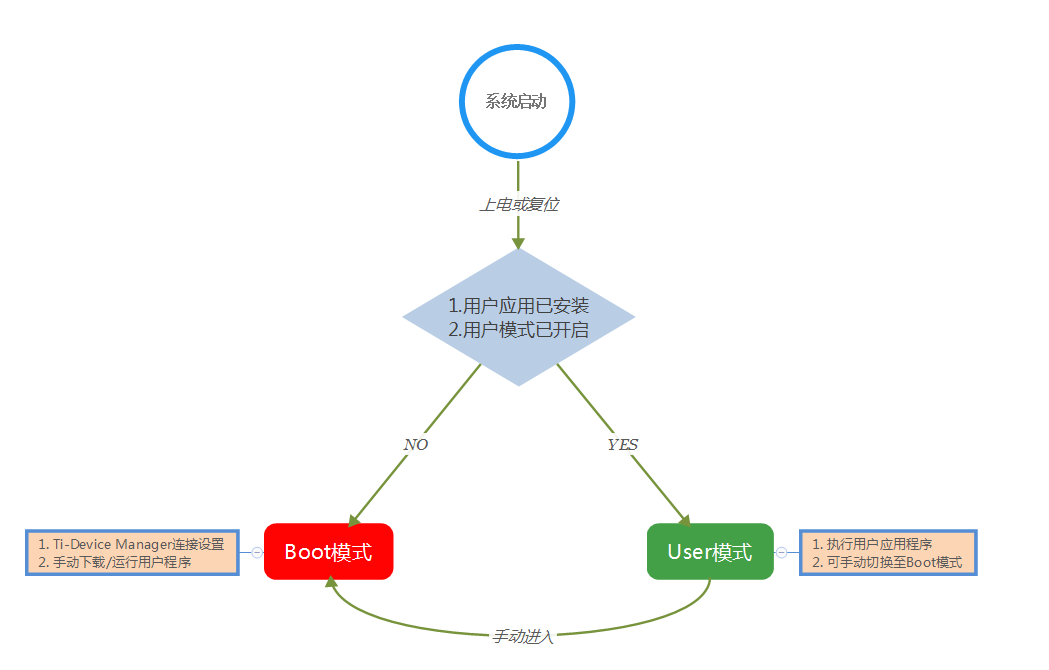 系统启动
上电或复位
1.用户应用已安装
2.用户模式已开启
NO
YES
1. Ti-Device Manager连接设置
2. 手动下载/运行用户程序
Boot模式
User模式
1. 执行用户应用程序
2. 可手动切换至Boot模式
手动进入